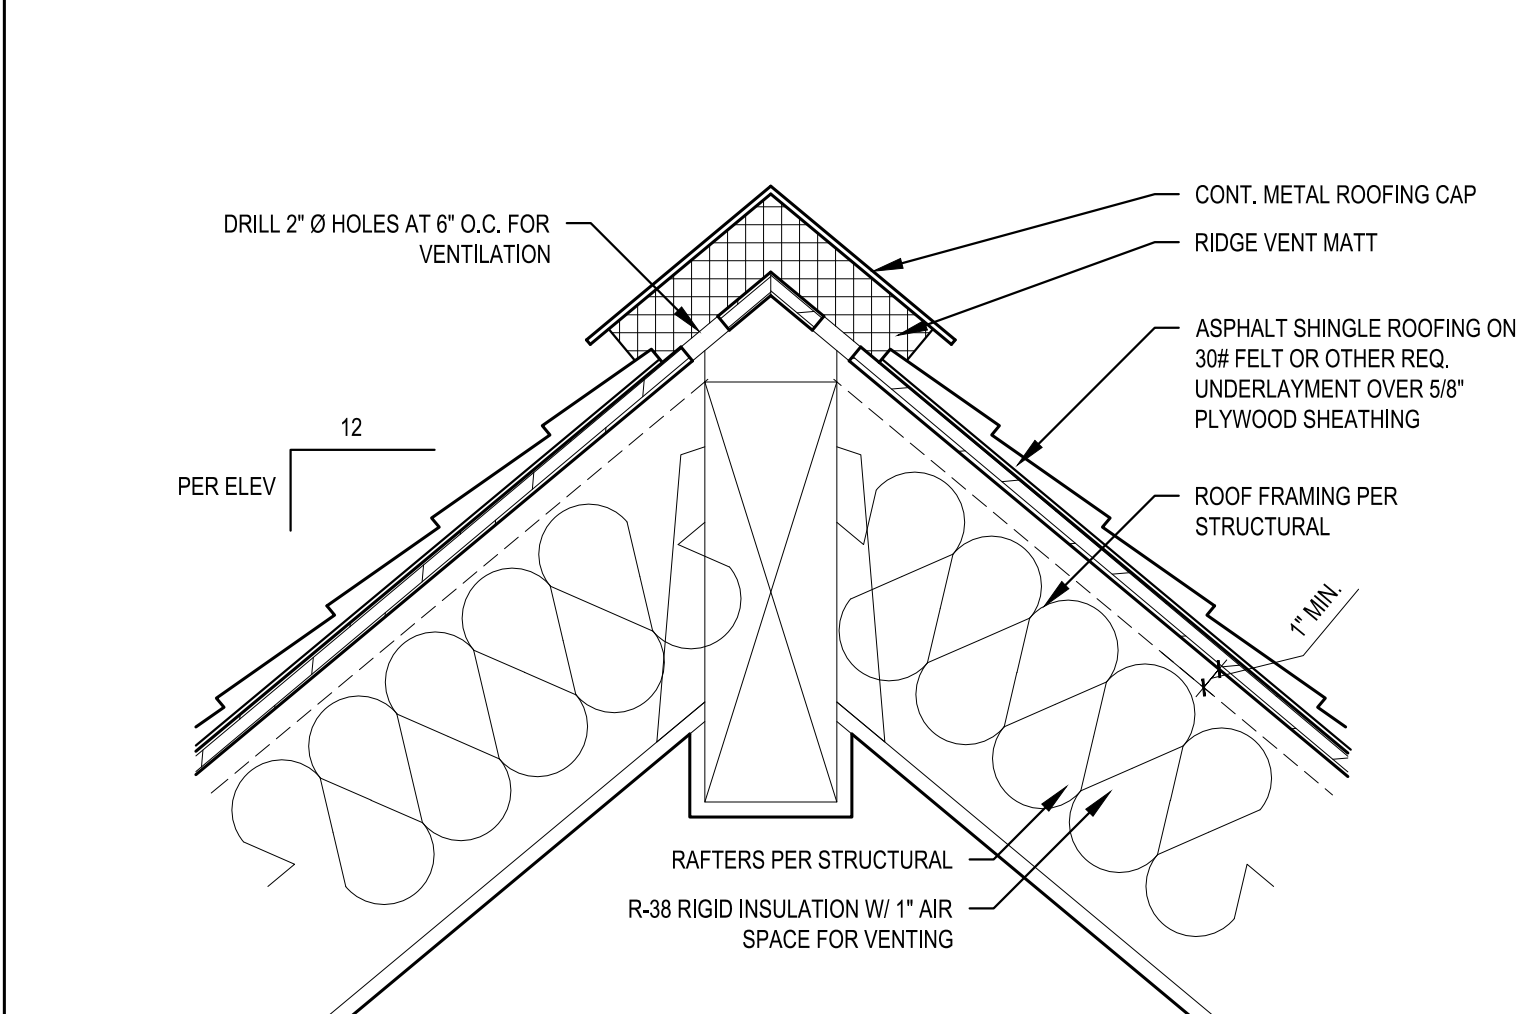 DRILL 2" Ø HOLES AT 6" O.C. FOR
VENTILATION
CONT. METAL ROOFING CAP
RIDGE VENT MATT
ASPHALT SHINGLE ROOFING ON
30# FELT OR OTHER REQ.
UNDERLAYMENT OVER 5/8"
PLYWOOD SHEATHING
12
PER ELEV
ROOF FRAMING PER
STRUCTURAL
1" MIN.
RAFTERS PER STRUCTURAL
R-38 RIGID INSULATION W/ 1" AIR
SPACE FOR VENTING